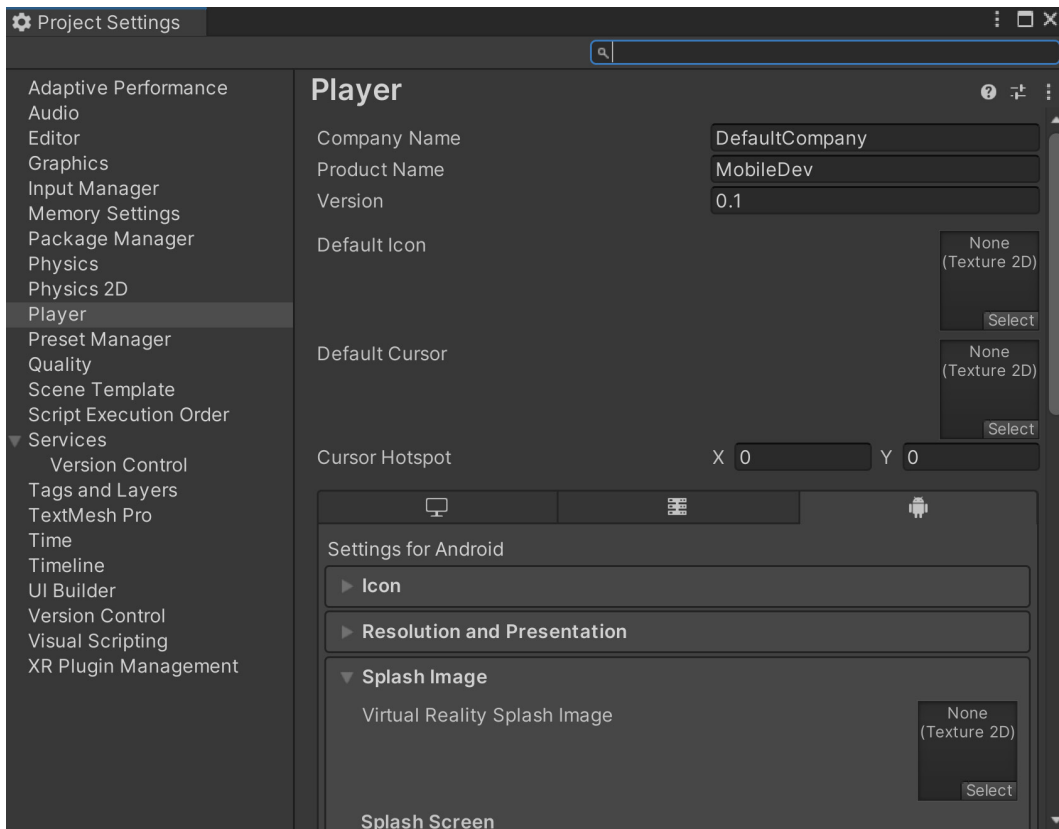 Project Settings
Adaptive Performance
Audio
Editor
Graphics
Input Manager
Memory Settings
Package Manager
Physics
Physics 2D
Player
Preset Manager
Quality
Scene Template
Script Execution Order
Services
Version Control
Tags and Layers
TextMesh Pro
Time
Timeline
UI Builder
Version Control
Visual Scripting
XR Plugin Management
Player
Company Name DefaultCompany
Product Name MobileDev
Version 0.1
Default Icon
None
(Texture 2D)
Select
Default Cursor
None
(Texture 2D)
Select
Cursor Hotspot X 0 Y 0
Settings for Android
Icon
Resolution and Presentation
Splash Image
Virtual Reality Splash Image
None
(Texture 2D)
Select
Splash Screen